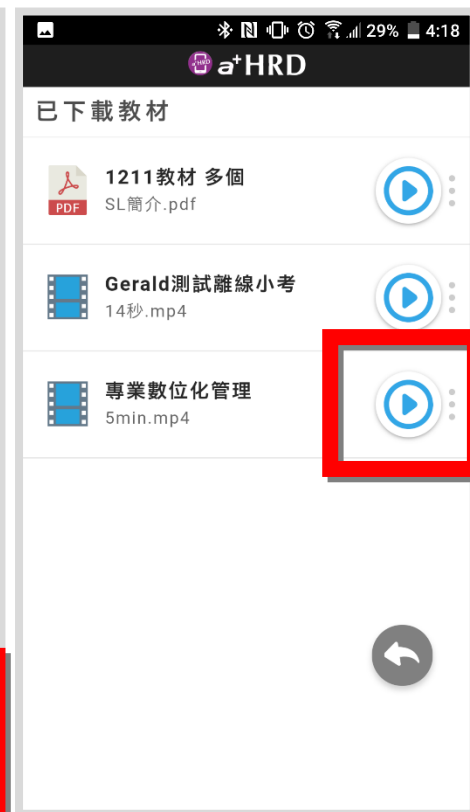 29% 4:18
a+HRD
已下載教材
1211教材 多個
PDF
SL簡介.pdf
Gerald測試離線小考
14秒.mp4
專業數位化管理
5min.mp4